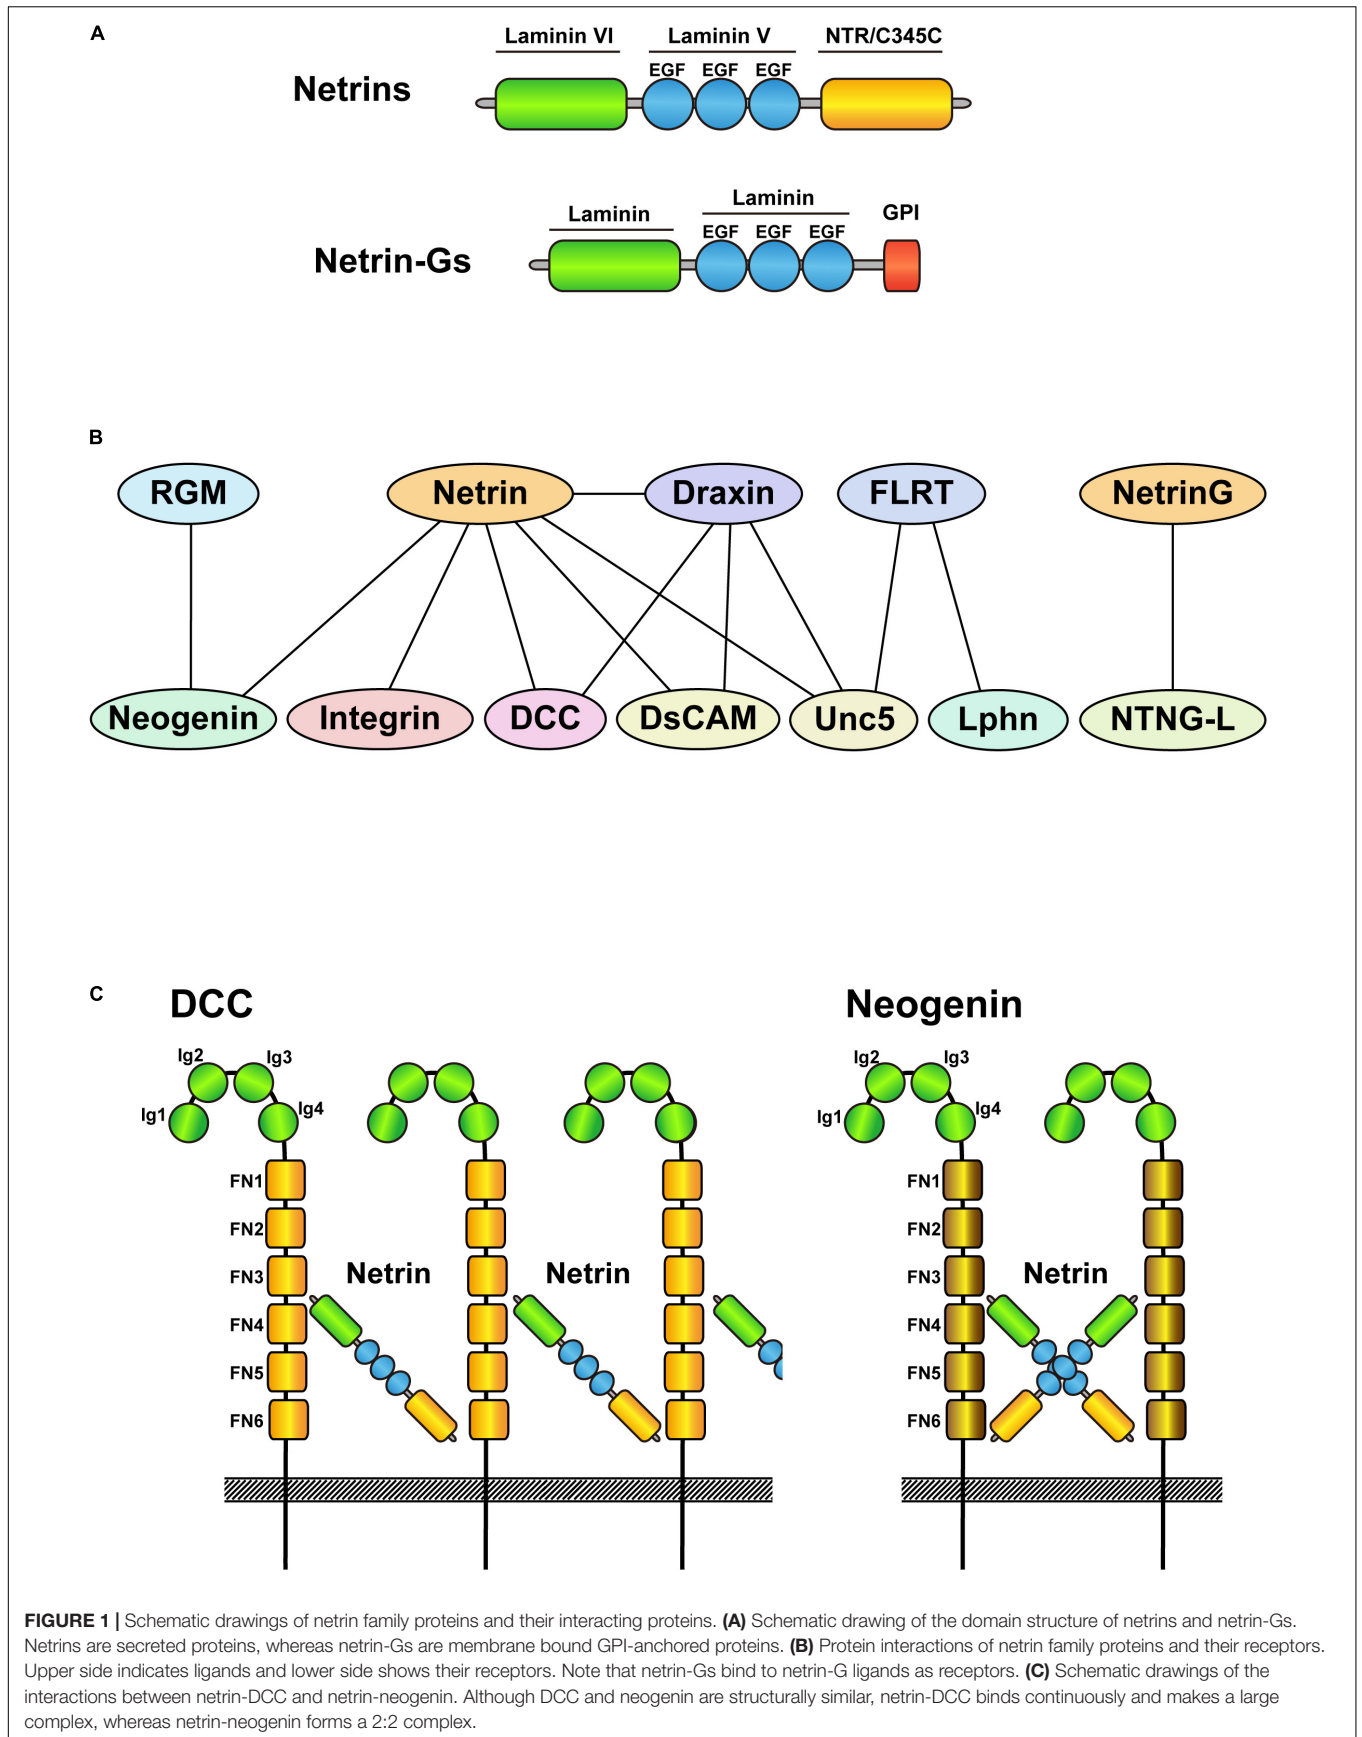 A
Laminin VI
Laminin V
NTR/C345C
EGF EGF EGF
Netrins
Laminin
Laminin
GPI
EGF EGF EGF
Netrin-Gs
B
RGM
Netrin
Draxin
FLRT
NetrinG
Neogenin
Integrin
DCC
DsCAM
Unc5
Lphn
NTNG-L
C
DCC
Ig2
Ig3
Ig1
Ig4
FN1
FN2
FN3
FN4
FN5
FN6
Netrin
Netrin
Neogenin
Ig2
Ig3
Ig1
Ig4
FN1
FN2
FN3
FN4
FN5
FN6
Netrin
FIGURE 1 | Schematic drawings of netrin family proteins and their interacting proteins. (A) Schematic drawing of the domain structure of netrins and netrin-Gs.
Netrins are secreted proteins, whereas netrin-Gs are membrane bound GPI-anchored proteins. (B) Protein interactions of netrin family proteins and their receptors.
Upper side indicates ligands and lower side shows their receptors. Note that netrin-Gs bind to netrin-G ligands as receptors. (C) Schematic drawings of the
interactions between netrin-DCC and netrin-neogenin. Although DCC and neogenin are structurally similar, netrin-DCC binds continuously and makes a large
complex, whereas netrin-neogenin forms a 2:2 complex.